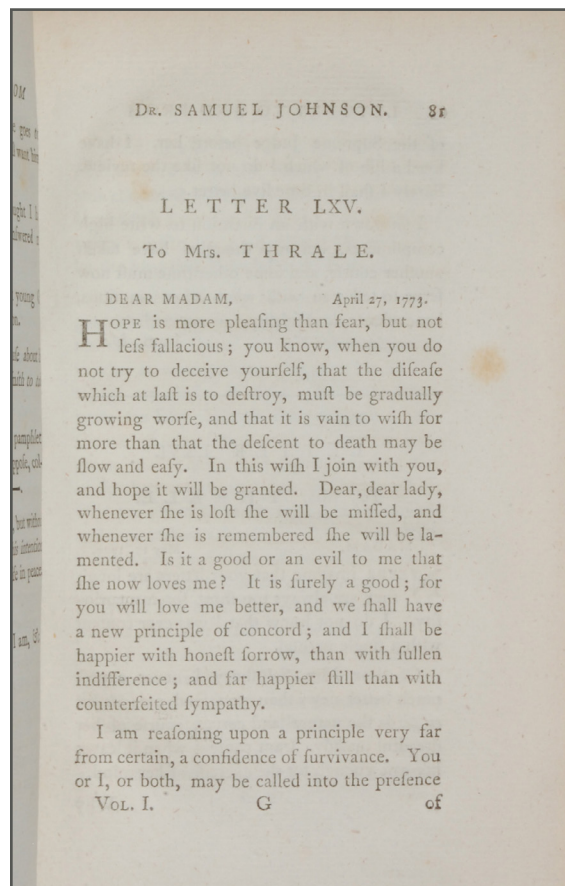 DR. SAMUEL JOHNSON. 81
LETTER LXV.
To Mrs. THRALE.
DEAR MADAM, April 27, 1773.
HOPE is more pleaſing than fear, but not
leſs fallacious; you know, when you do
not try to deceive yourſelf, that the diſeaſe
which at laſt is to deſtroy, muſt be gradually
growing worſe, and that it is vain to wiſh for
more than that the deſcent to death may be
ſlow and eaſy. In this wiſh I join with you,
and hope it will be granted. Dear, dear lady,
whenever ſhe is loſt ſhe will be miſſed, and
whenever ſhe is remembered ſhe will be la-
mented. Is it a good or an evil to me that
ſhe now loves me? It is ſurely a good; for
you will love me better, and we ſhall have
a new principle of concord; and I ſhall be
happier with honeſt ſorrow, than with ſullen
indifference; and far happier ſtill than with
counterfeited ſympathy.
I am reaſoning upon a principle very far
from certain, a confidence of ſurvivance. You
or I, or both, may be called into the preſence
VOL. I. G of